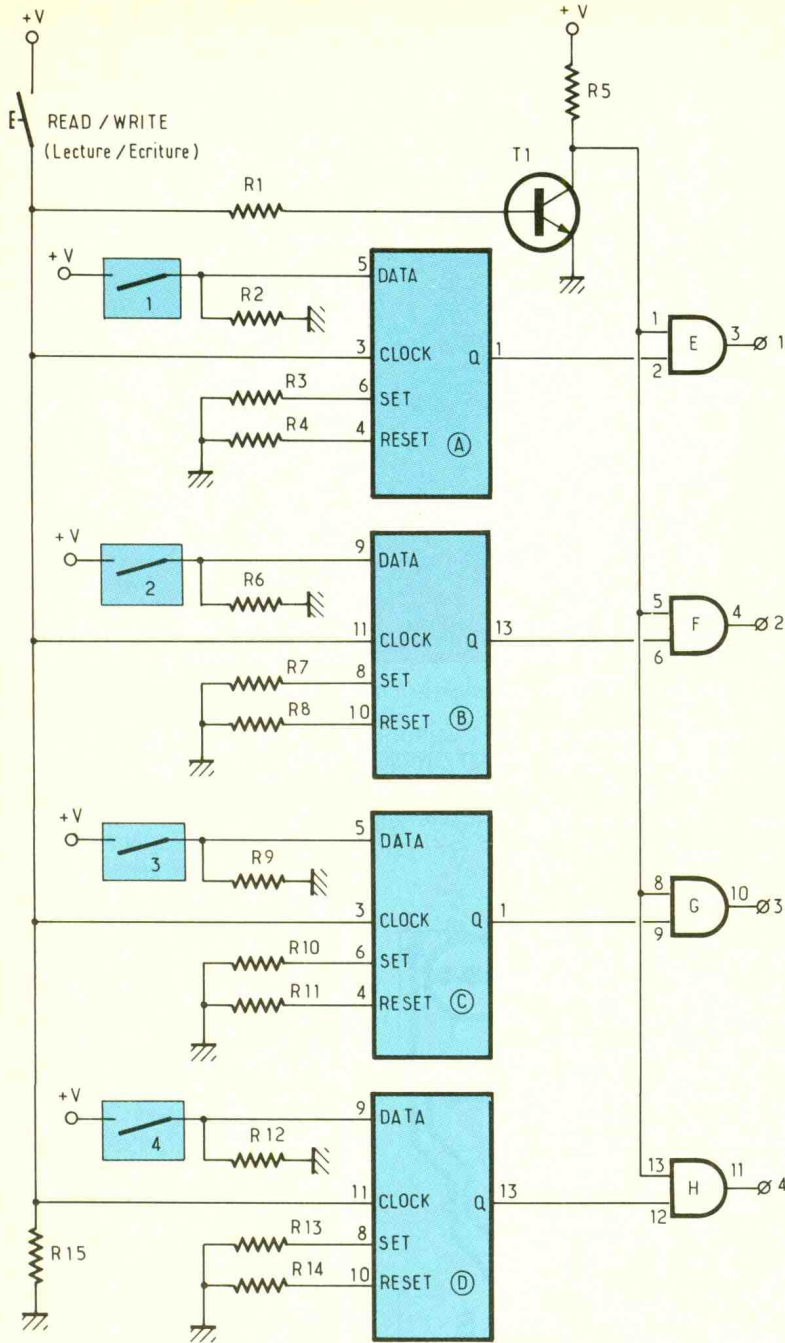 +V
+V
R5
E
READ / WRITE
(Lecture / Ecriture)
T1
R1
+V
1
R2
5
DATA
3
CLOCK
Q
1
R3
6
SET
R4
4
RESET
A
1
2
E
3
1
+V
2
R6
9
DATA
11
CLOCK
Q
13
R7
8
SET
R8
10
RESET
B
5
6
F
4
2
+V
3
R9
5
DATA
3
CLOCK
Q
1
R10
6
SET
R11
4
RESET
C
8
9
G
10
3
+V
4
R12
9
DATA
11
CLOCK
Q
13
R13
8
SET
R14
10
RESET
D
13
12
H
11
4
R15